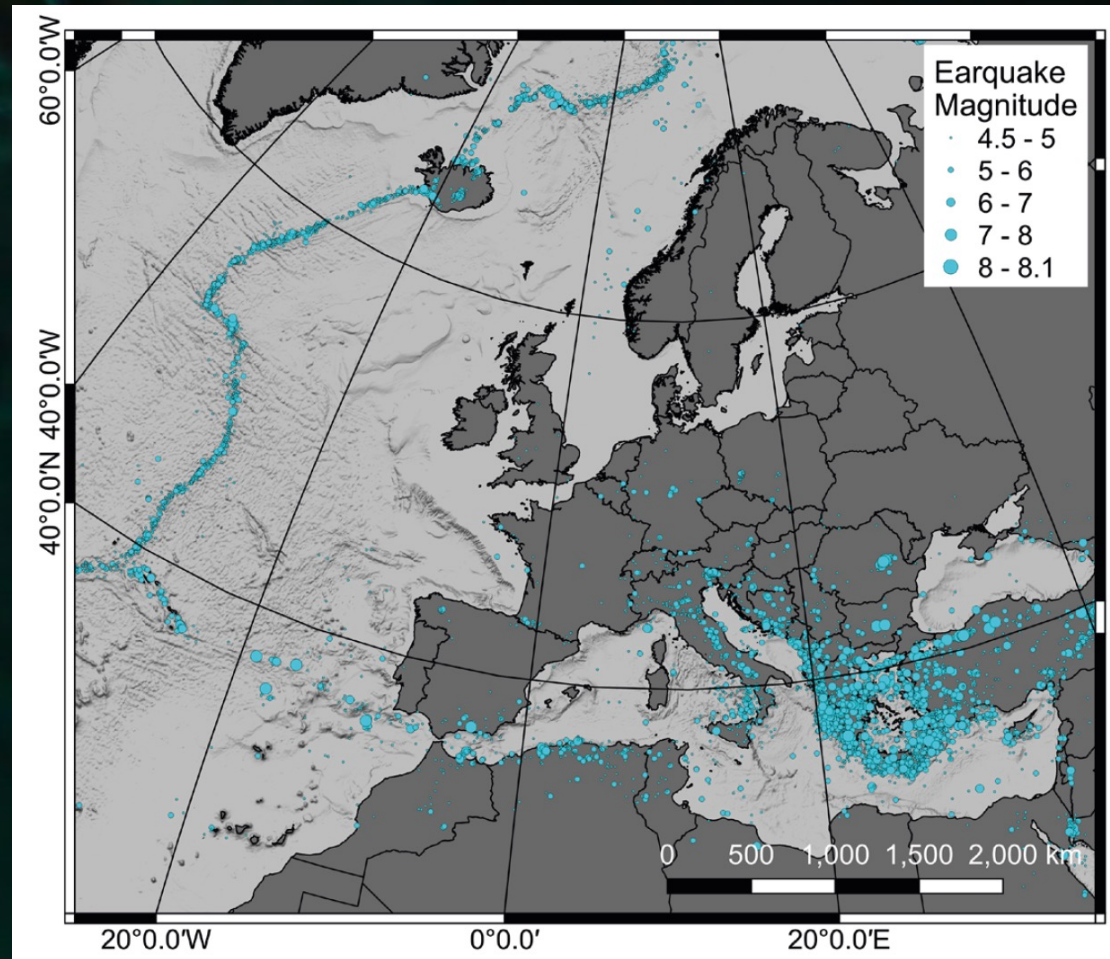 Earquake
Magnitude
4.5 - 5
5 - 6
6 - 7
7 - 8
8 - 8.1
60°0.0'W
40°0.0'W
40°0.0'N
0 500 1,000 1,500 2,000 km
20°0.0'W 0°0.0' 20°0.0'E